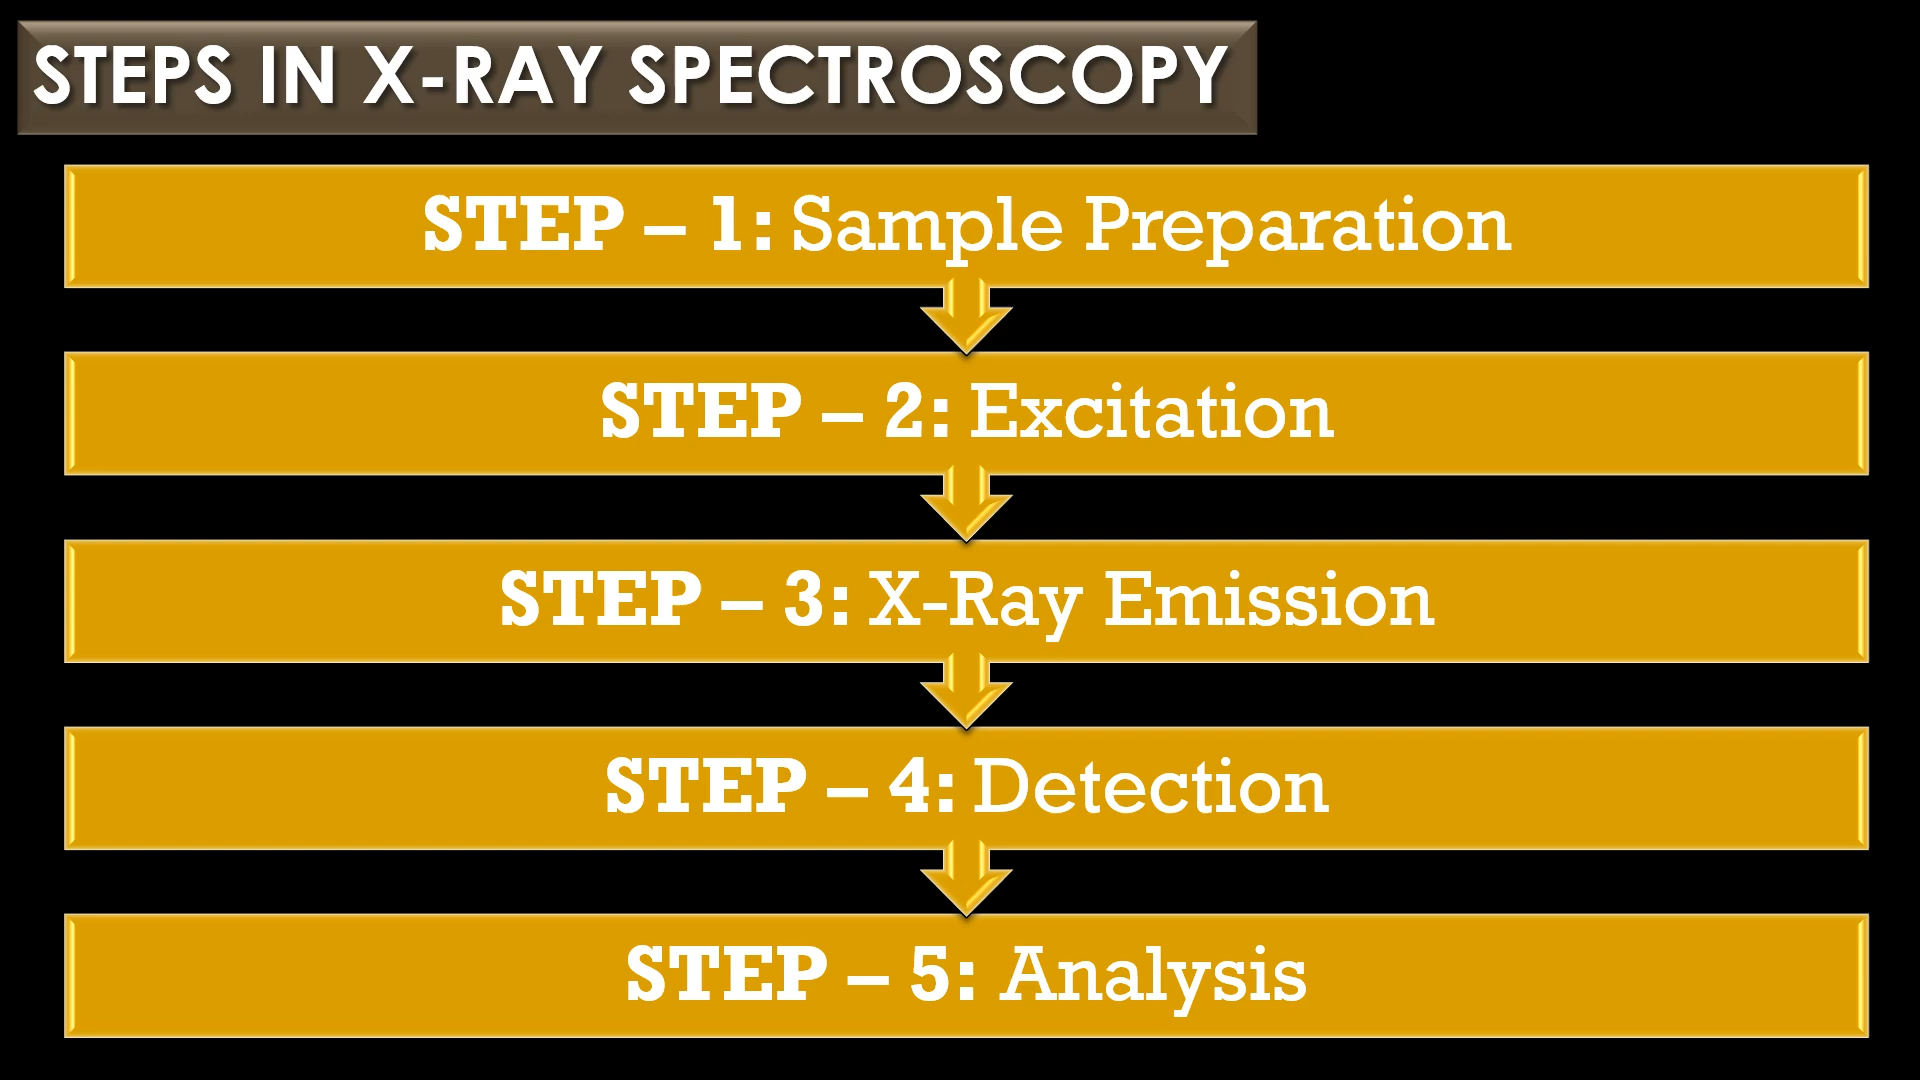 STEPS IN X-RAY SPECTROSCOPY
STEP – 1: Sample Preparation
STEP – 2: Excitation
STEP – 3: X-Ray Emission
STEP – 4: Detection
STEP – 5: Analysis